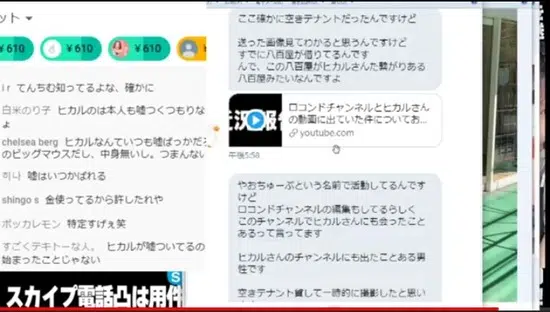 ット
¥610
¥610
¥610
¥610
i r てんちむ知ってるよな、確かに
白米のり子 ヒカルのは本人も嘘つくつもりな
よ
chelsea berg ヒカルなんていつも嘘ばっかだろ
のビッグマウスだし、中身無いし。つまんない
히나 嘘はいつかばれる
shingo s 金使ってるから許したれや
ポッカレモン 特定すげぇ笑
すごくテキトーな人。 ヒカルが嘘ついてるの
始まったことじゃない
スカイプ電話凸は用件
S
ここ確かに空きテナントだったんですけど
送った画像見てわかると思うんですけど
すでに八百屋が借りてるんです
んで、この八百屋がヒカルさんた繋がりある
八百屋みたいなんですよ
ロコンドチャンネルとヒカルさん
の動画に出ていた件についてお...
youtube.com
午後5:58
やおちゅーぶという名前で活動してるんです
けど
ロコンドチャンネルの編集もしてるらしく
このチャンネルでヒカルさんにも会ったこと
あるって言ってます
ヒカルさんのチャンネルにも出たことある男
性です
空きテナント貸して一時的に撮影したと思い